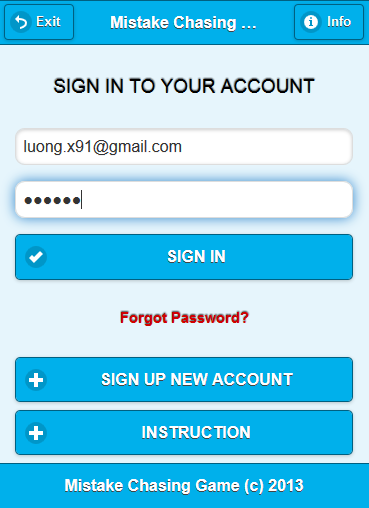 Exit
Mistake Chasing ...
Info
SIGN IN TO YOUR ACCOUNT
luong.x91@gmail.com
••••••
SIGN IN
Forgot Password?
SIGN UP NEW ACCOUNT
INSTRUCTION
Mistake Chasing Game (c) 2013